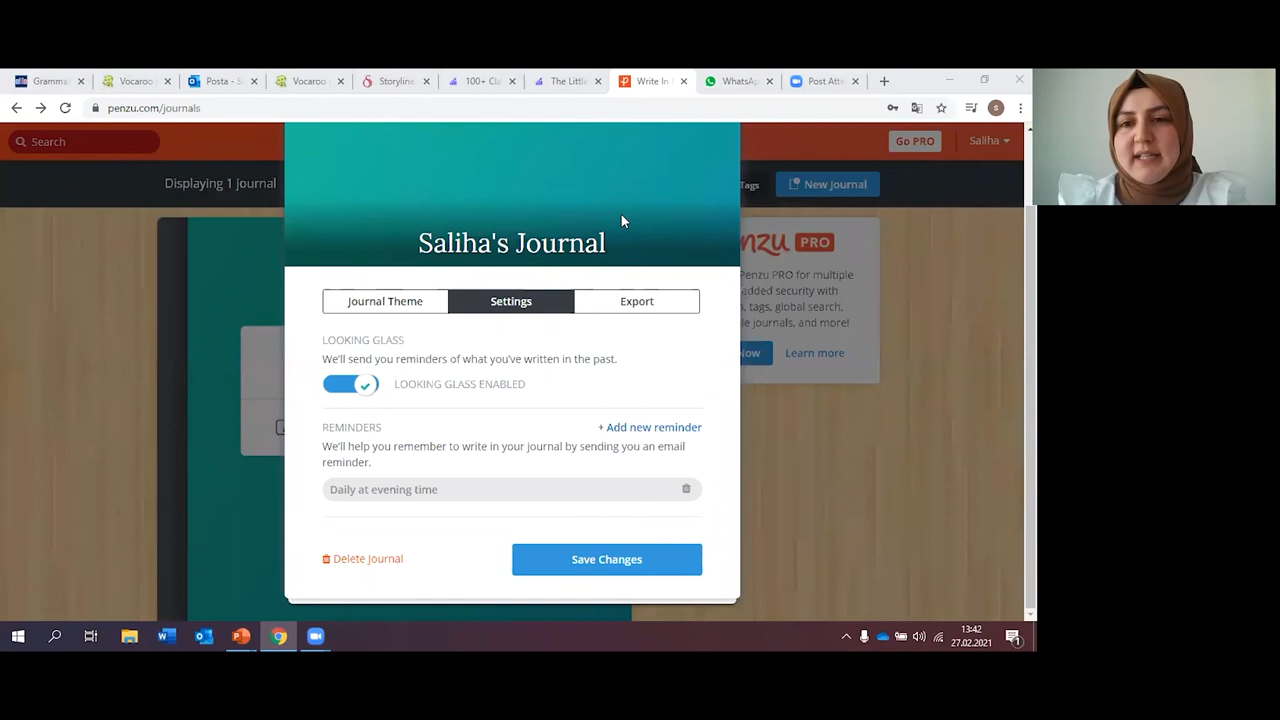 Gramma
Vocaroo
Posta - S
Vocaroo
Storyline
100+ Cla
The Little
Write In
WhatsAp
Post Atte
penzu.com/journals
S
Search
Go PRO
Saliha
Displaying 1 journal
Tags
New Journal
Saliha's Journal
nzu PRO
Penzu PRO for multiple
added security with
, tags, global search,
le journals, and more!
Now
Learn more
Journal Theme
Settings
Export
LOOKING GLASS
We'll send you reminders of what you've written in the past.
LOOKING GLASS ENABLED
REMINDERS
+ Add new reminder
We'll help you remember to write in your journal by sending you an email
reminder.
Daily at evening time
Delete Journal
Save Changes
13:42
27.02.2021
1